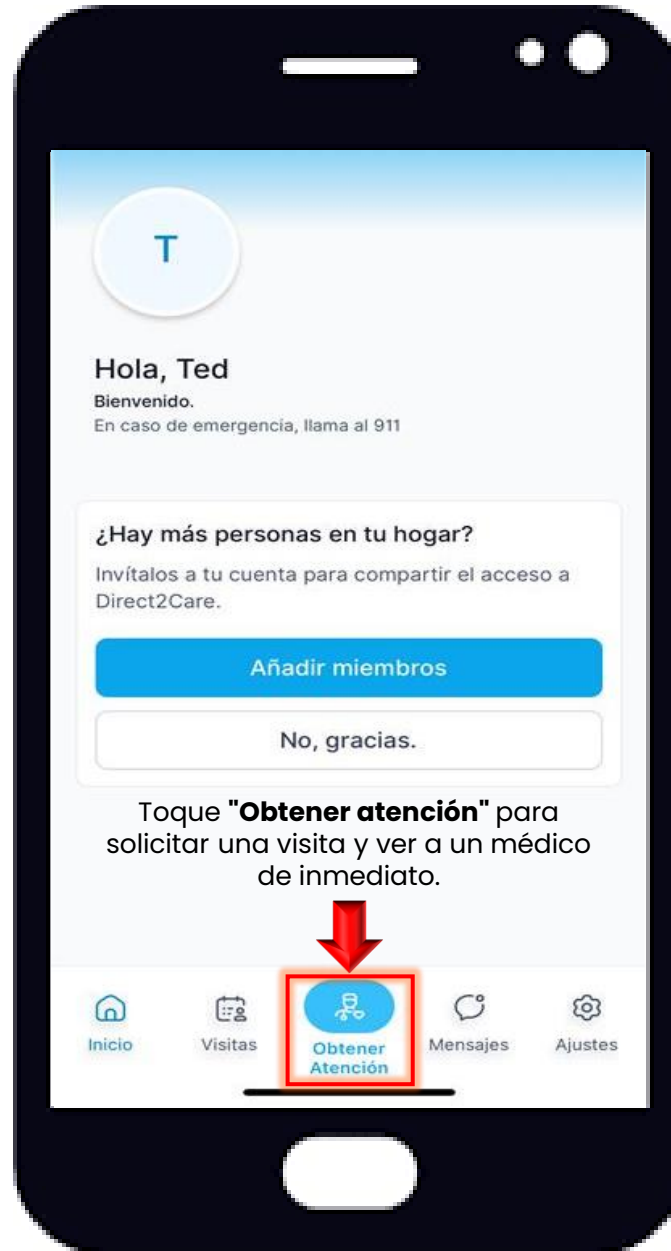 T
Hola, Ted
Bienvenido.
En caso de emergencia, llama al 911
¿Hay más personas en tu hogar?
Invítalos a tu cuenta para compartir el acceso a
Direct2Care.
Añadir miembros
No, gracias.
Toque "Obtener atención" para
solicitar una visita y ver a un médico
de inmediato.
Inicio
Visitas
Obtener
Atención
Mensajes
Ajustes